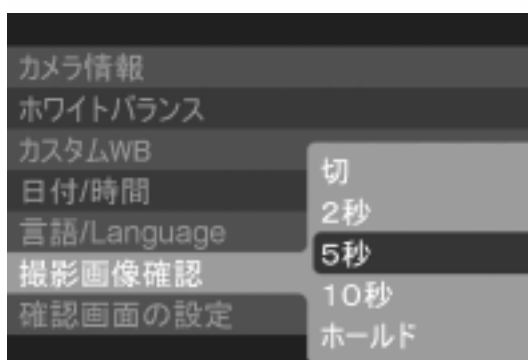 カメラ情報
ホワイトバランス
カスタムWB
日付/時間
言語/Language
撮影画像確認
確認画面の設定
切
2秒
5秒
10秒
ホールド